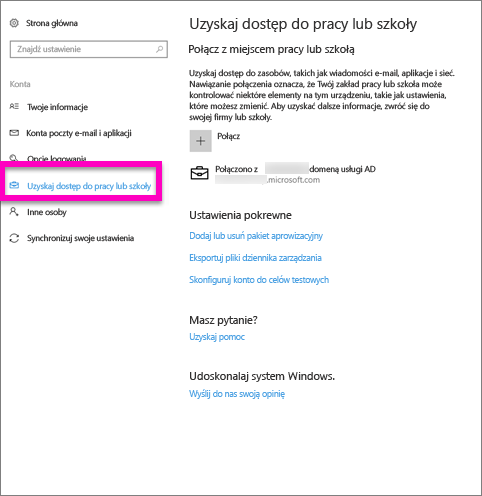 Strona główna
Znajdź ustawienie
Konta
Twoje informacje
Konta poczty e-mail i aplikacji
Opcje logowania
Uzyskaj dostęp do pracy lub szkoły
Inne osoby
Synchronizuj swoje ustawienia
Uzyskaj dostęp do pracy lub szkoły
Połącz z miejscem pracy lub szkołą
Uzyskaj dostęp do zasobów, takich jak wiadomości e-mail, aplikacje i sieć.
Nawiązanie połączenia oznacza, że Twój zakład pracy lub szkoła może
kontrolować niektóre elementy na tym urządzeniu, takie jak ustawienia,
które możesz zmienić. Aby uzyskać dalsze informacje, zwróć się do
swojej firmy lub szkoły.
Połącz
Połączono z domeną usługi AD
.microsoft.com
Ustawienia pokrewne
Dodaj lub usuń pakiet aprowizacyjny
Eksportuj pliki dziennika zarządzania
Skonfiguruj konto do celów testowych
Masz pytanie?
Uzyskaj pomoc
Udoskonalaj system Windows.
Wyślij do nas swoją opinię